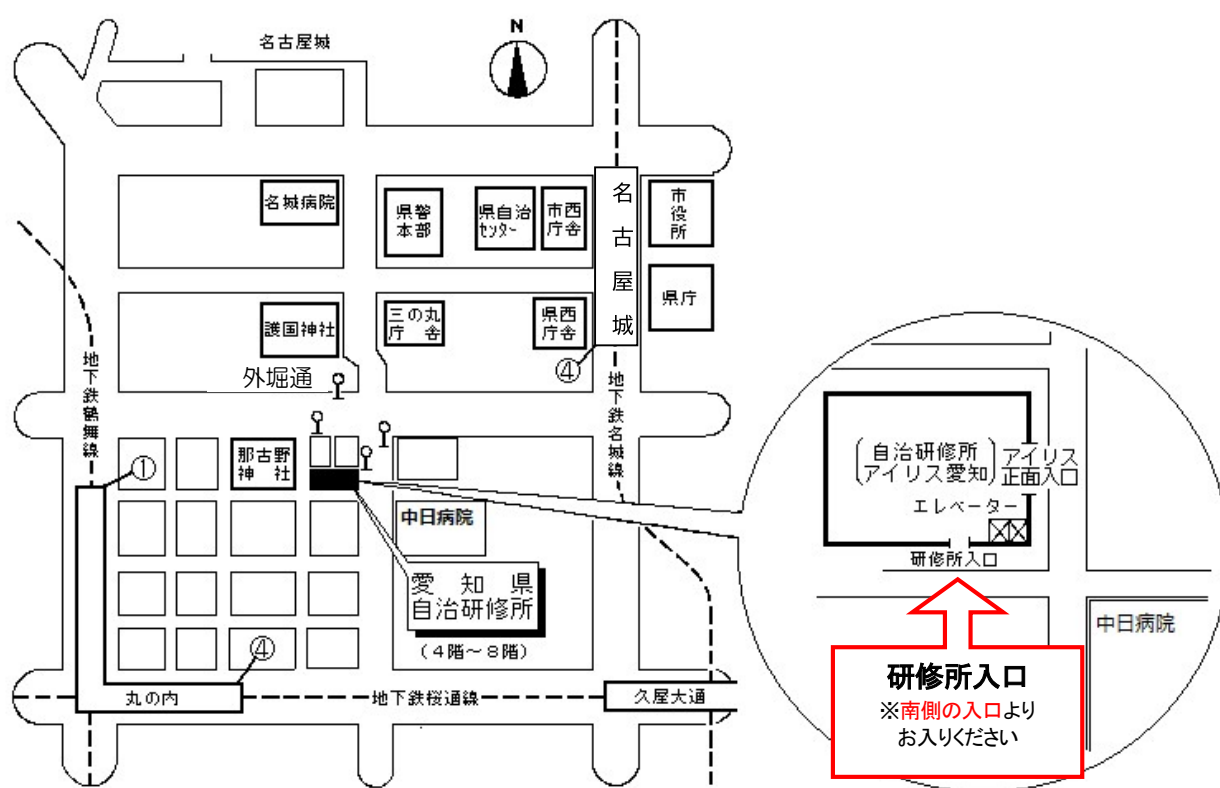 名古屋城
N
名城病院
県警
本部
県自治
センター
市西
庁舎
名古屋城
市役所
県庁
護国神社
三の丸
庁舎
県西
庁舎
④
外堀通
地下鉄鶴舞線
地下鉄名城線
①
那古野
神社
中日病院
愛知県
自治研修所
(4階~8階)
④
丸の内
地下鉄桜通線
久屋大通
自治研修所
アイリス愛知
アイリス
正面入口
エレベーター
研修所入口
中日病院
研修所入口
※南側の入口より
お入りください